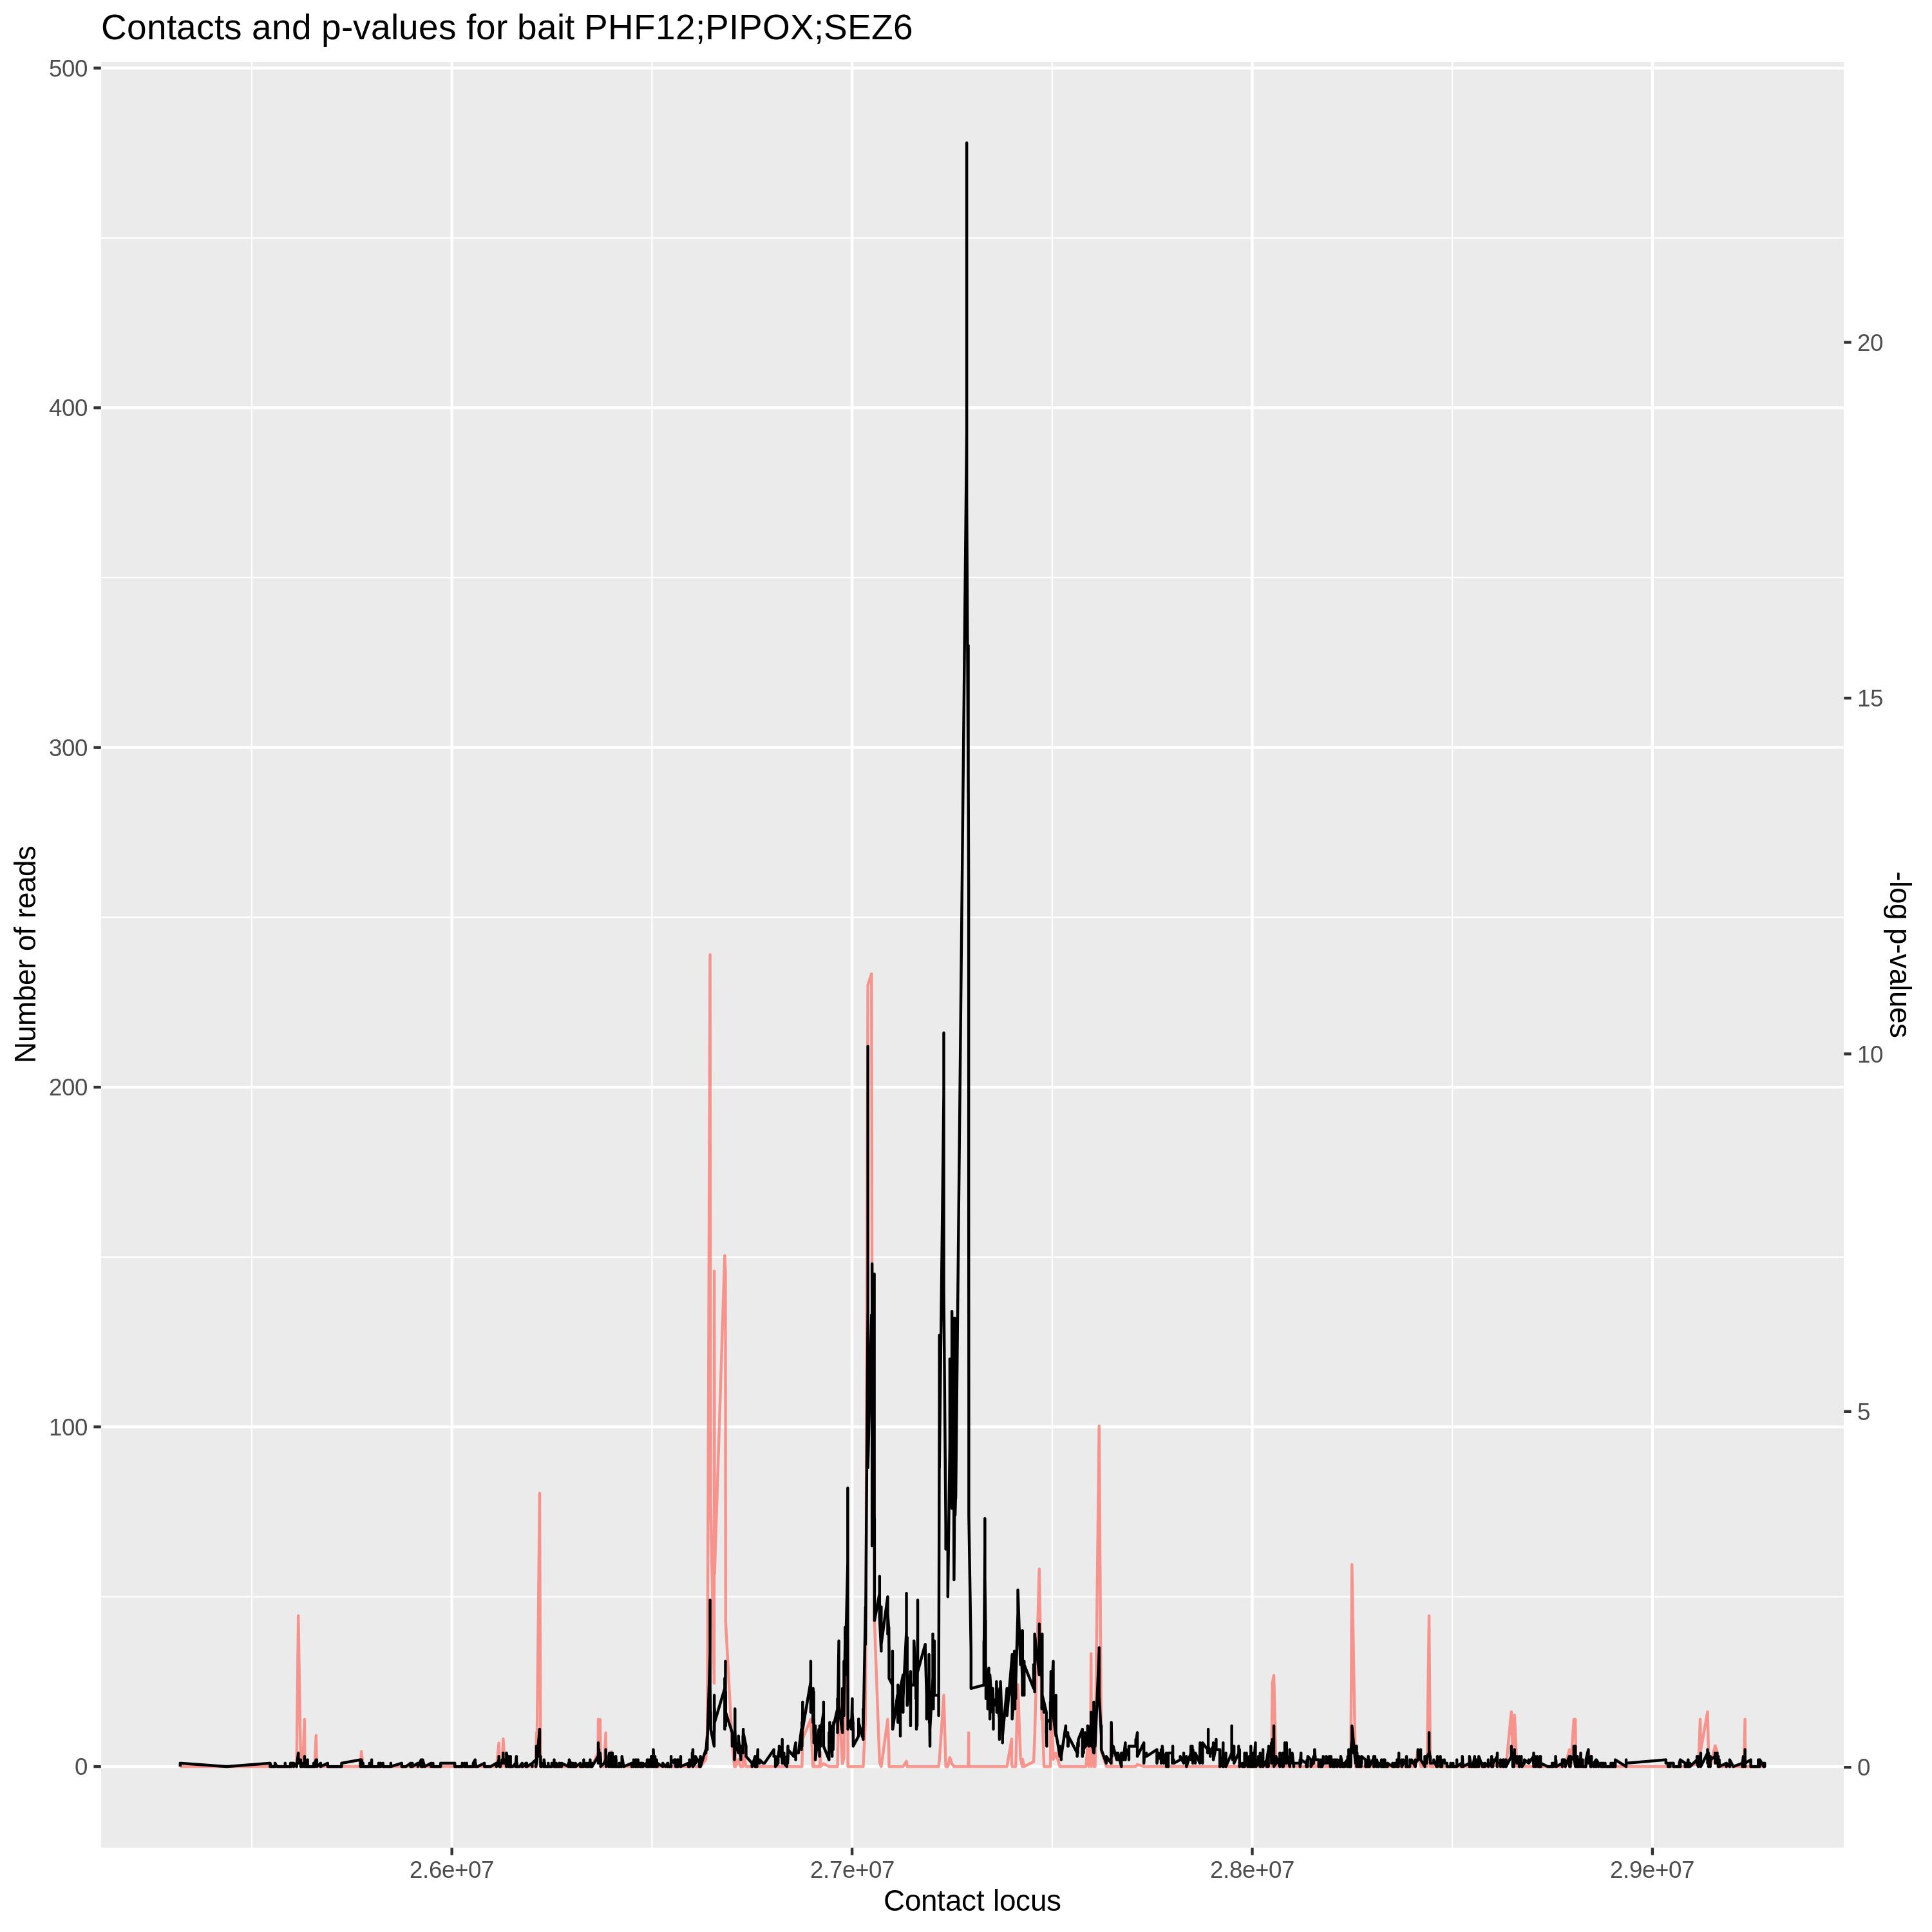 Contacts and p-values for bait PHF12;PIPOX;SEZ6
500
400
300
200
100
0
Number of reads
20
15
10
5
0
-log p-values
2.6e+07
2.7e+07
2.8e+07
2.9e+07
Contact locus